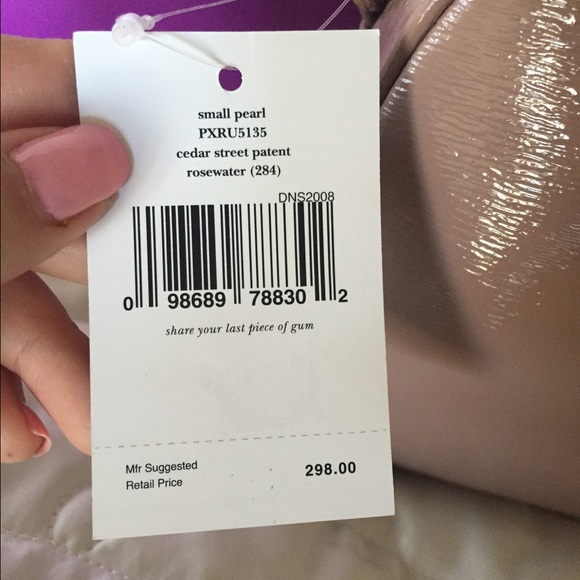 small pearl
PXRU5135
cedar street patent
rosewater (284)
DNS2008
0 98689 78830 2
share your last piece of gum
Mfr Suggested
Retail Price
298.00